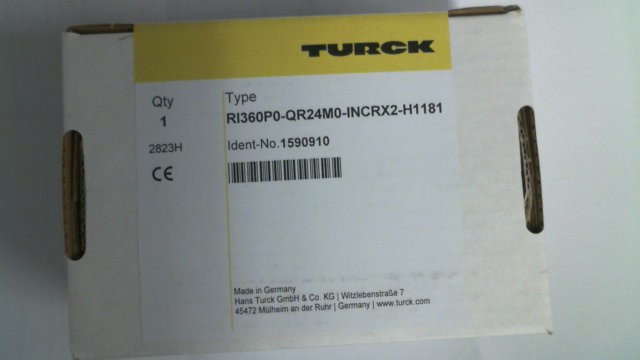 TURCK
Qty
1
2823H
CE
Type
RI360P0-QR24M0-INCRX2-H1181
Ident-No.1590910
Made in Germany
Hans Turck GmbH & Co. KG | Witzlebenstraße 7
45472 Mülheim an der Ruhr | Germany | www.turck.com